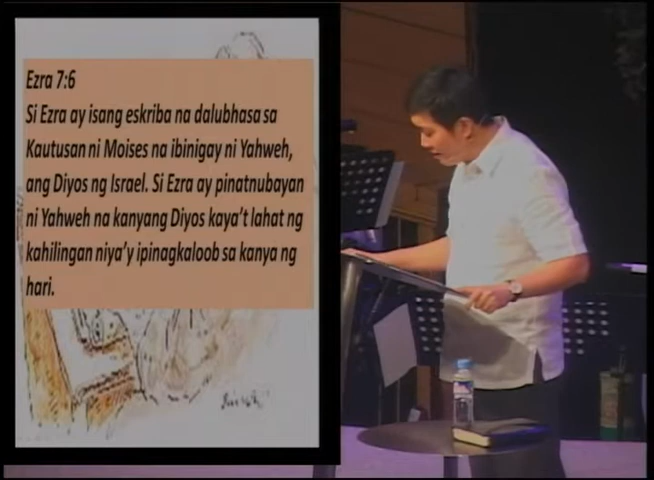 Ezra 7:6
Si Ezra ay isang eskriba na dalubhasa sa
Kautusan ni Moises na ibinigay ni Yahweh,
ang Diyos ng Israel. Si Ezra ay pinatnubayan
ni Yahweh na kanyang Diyos kaya't lahat ng
kahilingan niya'y ipinagkaloob sa kanya ng
hari.